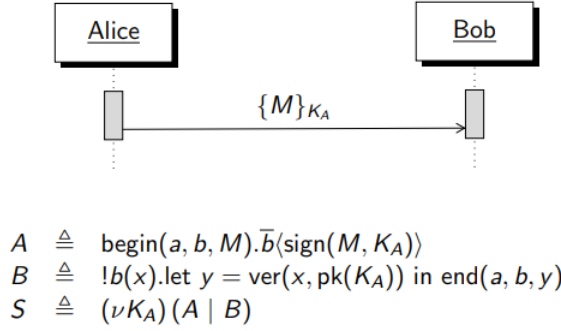 Alice Bob
{M}_{K_A}
A ≜ begin(a, b, M).b̅⟨sign(M, K_A)⟩
B ≜ !b(x).let y = ver(x, pk(K_A)) in end(a, b, y)
S ≜ (νK_A) (A | B)